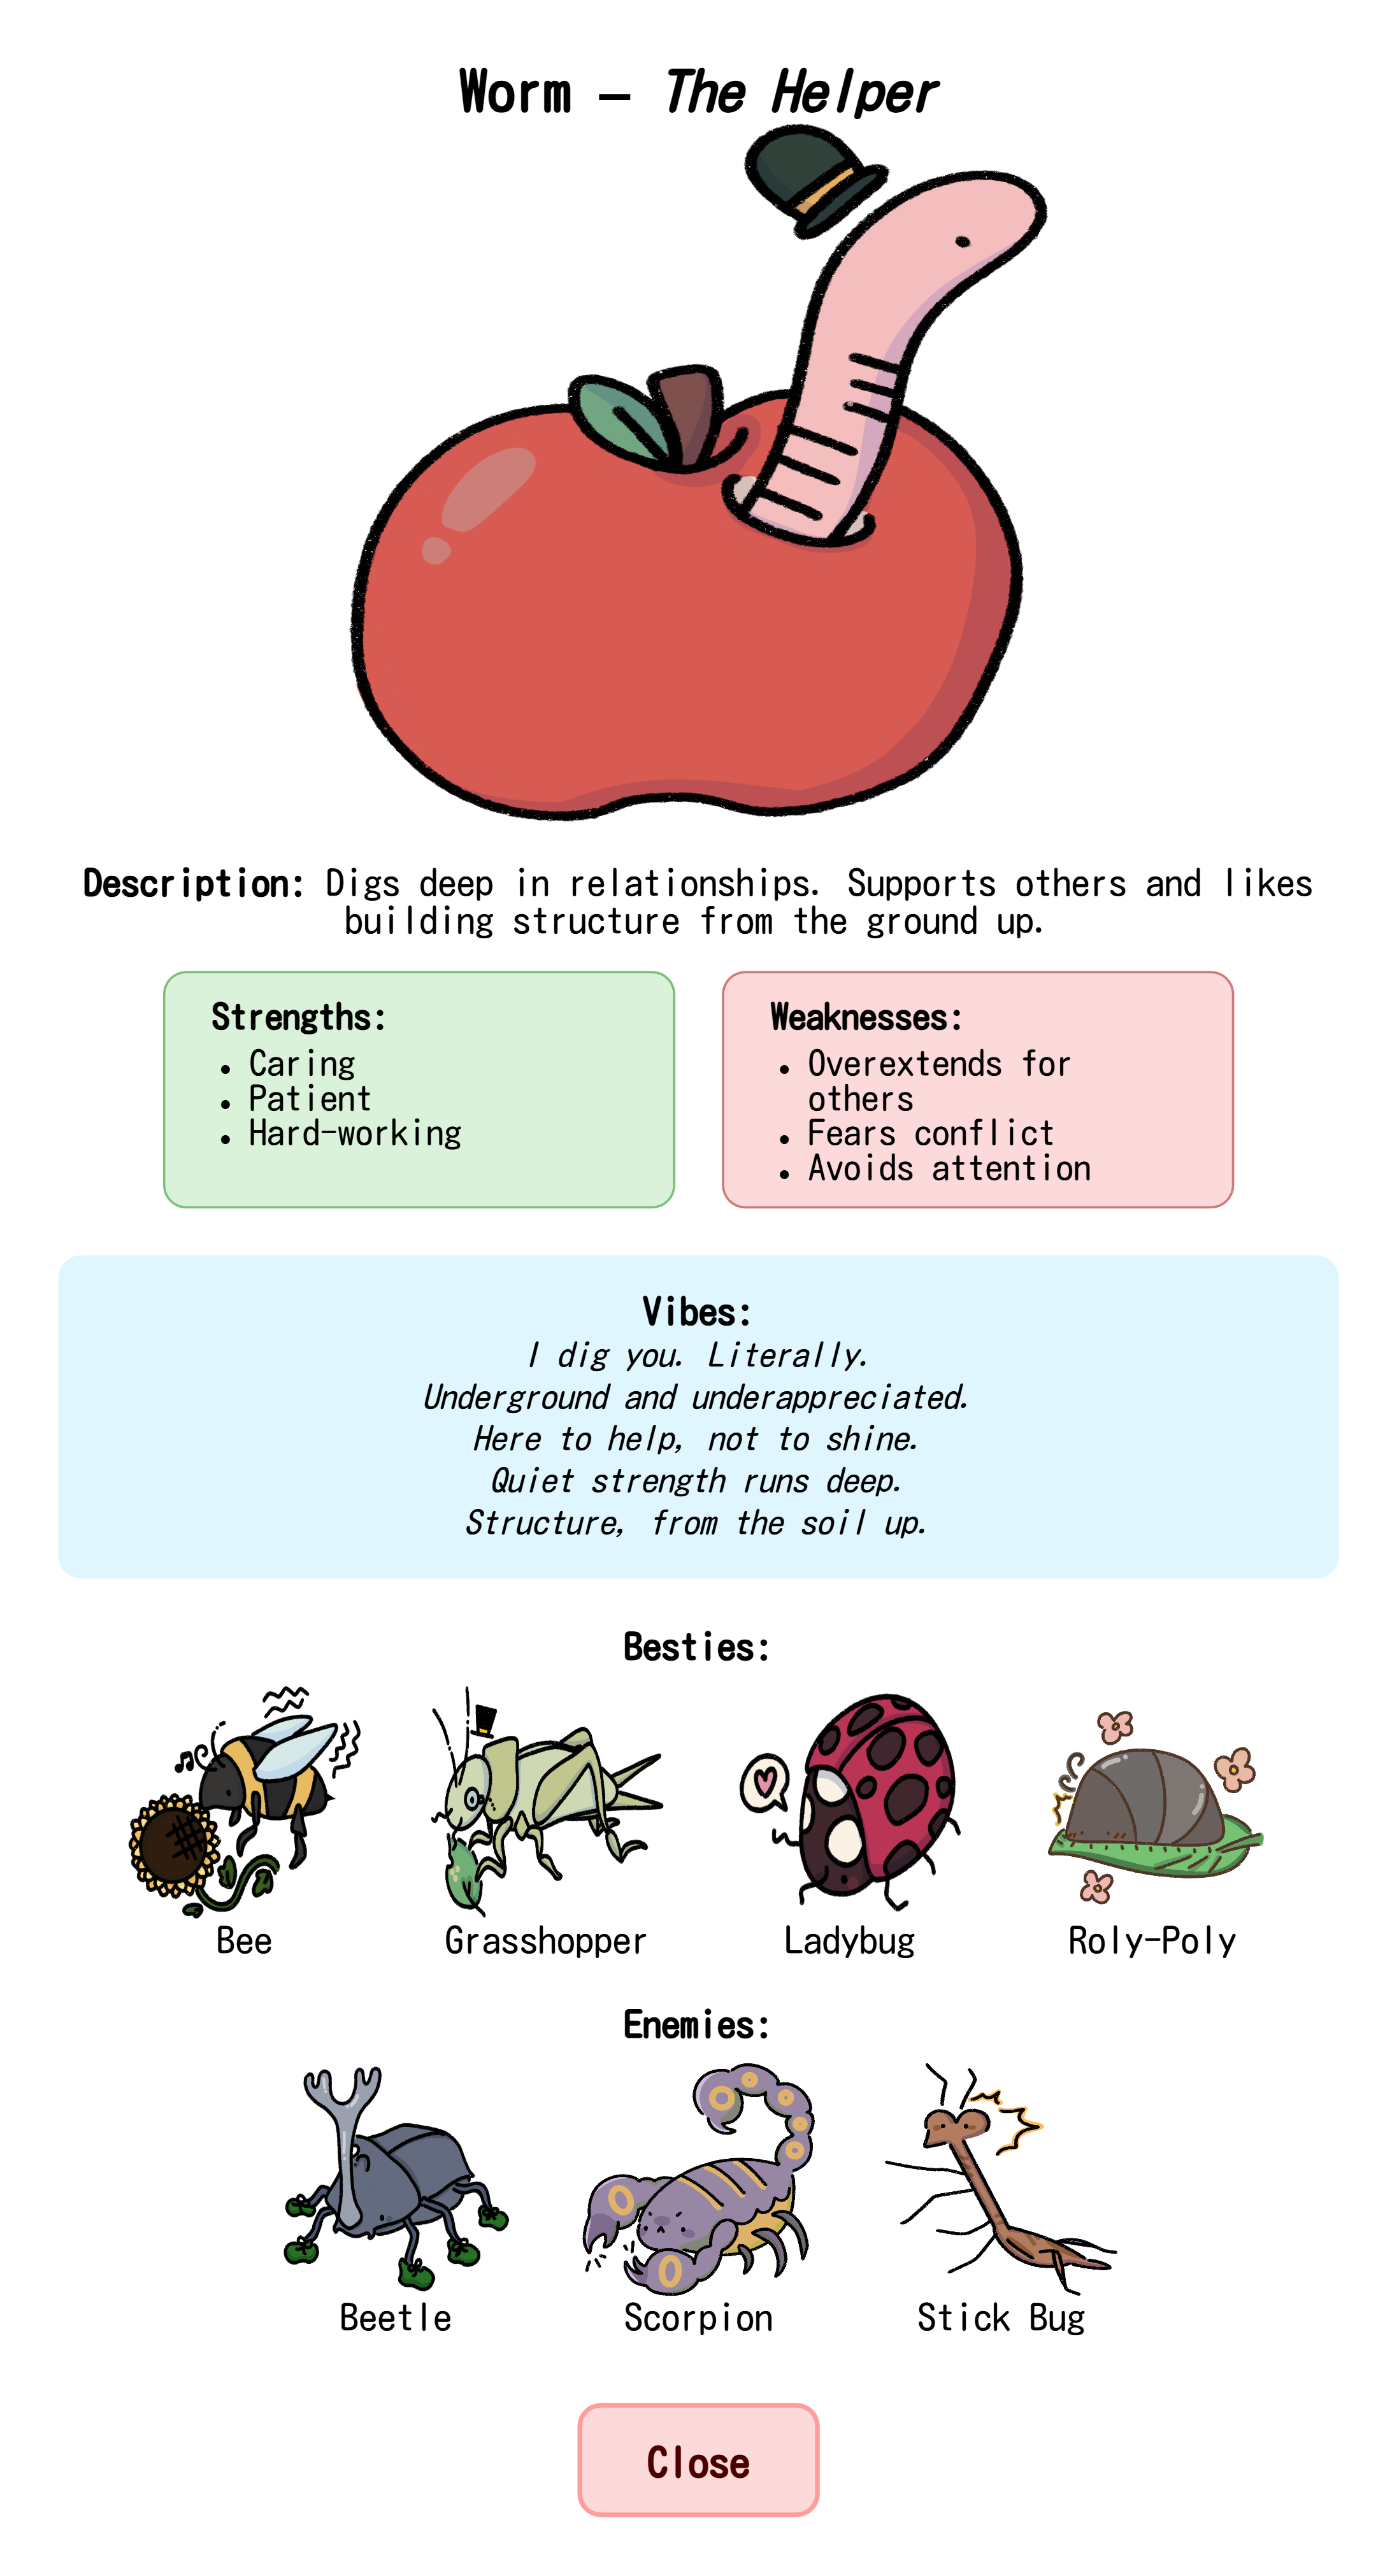 Worm – The Helper
Description: Digs deep in relationships. Supports others and likes
building structure from the ground up.
Strengths:
• Caring
• Patient
• Hard-working
Weaknesses:
• Overextends for
others
• Fears conflict
• Avoids attention
Vibes:
I dig you. Literally.
Underground and underappreciated.
Here to help, not to shine.
Quiet strength runs deep.
Structure, from the soil up.
Besties:
Bee
Grasshopper
Ladybug
Roly-Poly
Enemies:
Beetle
Scorpion
Stick Bug
Close